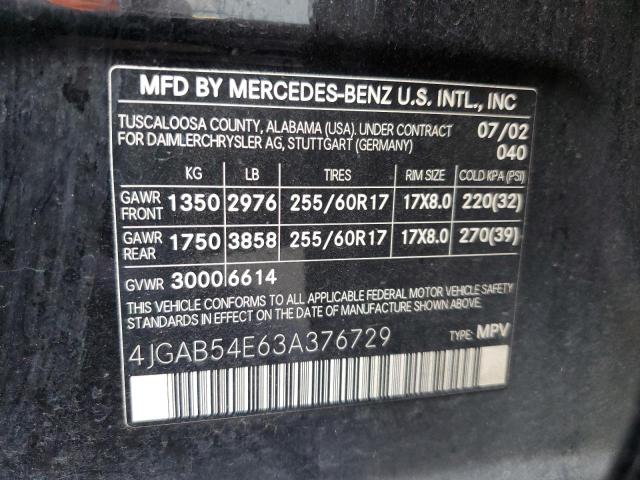 MFD BY MERCEDES-BENZ U.S. INTL., INC
TUSCALOOSA COUNTY, ALABAMA (USA). UNDER CONTRACT 07/02
FOR DAIMLERCHRYSLER AG, STUTTGART (GERMANY) 040
KG LB TIRES RIM SIZE COLD KPA (PSI)
GAWR FRONT 1350 2976 255/60R17 17X8.0 220(32)
GAWR REAR 1750 3858 255/60R17 17X8.0 270(39)
GVWR 3000 6614
THIS VEHICLE CONFORMS TO ALL APPLICABLE FEDERAL MOTOR VEHICLE SAFETY
STANDARDS IN EFFECT ON THE DATE OF MANUFACTURE SHOWN ABOVE.
4JGAB54E63A376729 TYPE: MPV